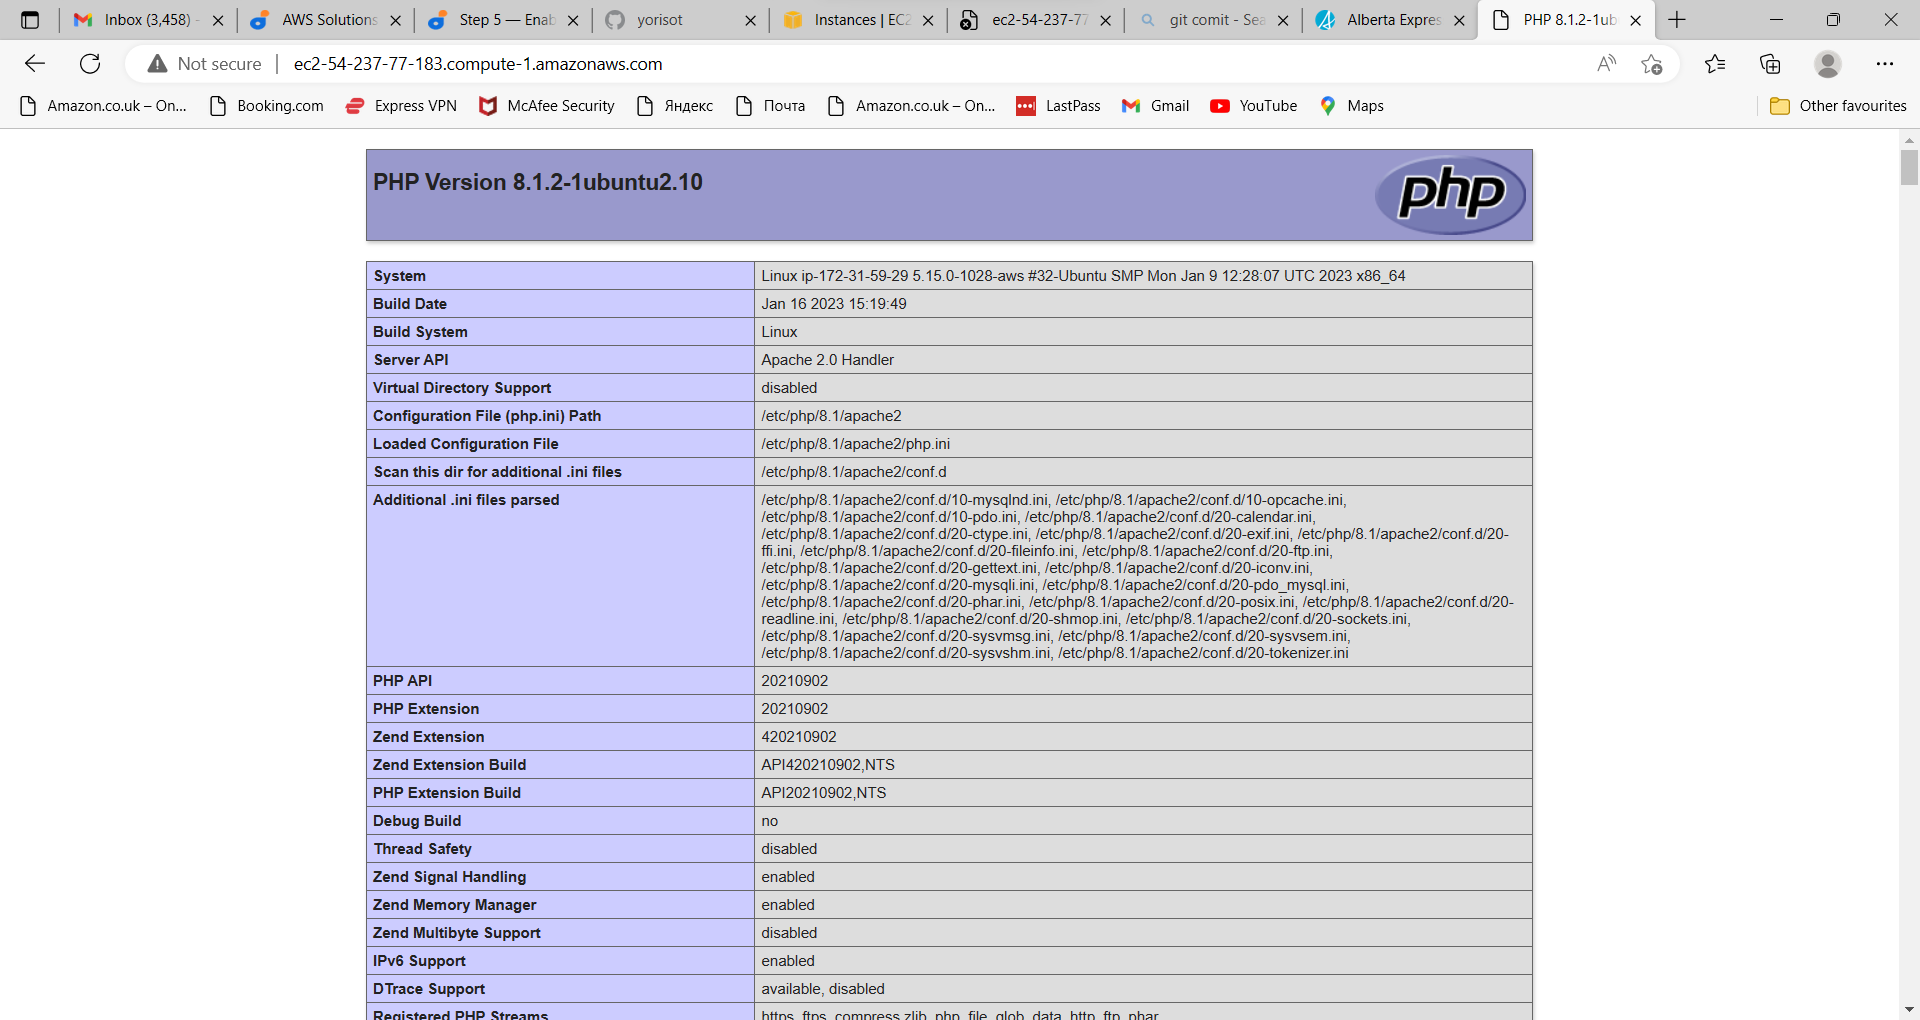 Inbox (3,458) -
AWS Solutions
Step 5 — Enab
yorisot
Instances | EC2
ec2-54-237-77
git comit - Sea
Alberta Expres
PHP 8.1.2-1ub
Not secure
ec2-54-237-77-183.compute-1.amazonaws.com
Amazon.co.uk – On...
Booking.com
Express VPN
McAfee Security
Яндекс
Почта
Amazon.co.uk – On...
LastPass
Gmail
YouTube
Maps
Other favourites
PHP Version 8.1.2-1ubuntu2.10
php
System
Linux ip-172-31-59-29 5.15.0-1028-aws #32-Ubuntu SMP Mon Jan 9 12:28:07 UTC 2023 x86_64
Build Date
Jan 16 2023 15:19:49
Build System
Linux
Server API
Apache 2.0 Handler
Virtual Directory Support
disabled
Configuration File (php.ini) Path
/etc/php/8.1/apache2
Loaded Configuration File
/etc/php/8.1/apache2/php.ini
Scan this dir for additional .ini files
/etc/php/8.1/apache2/conf.d
Additional .ini files parsed
/etc/php/8.1/apache2/conf.d/10-mysqlnd.ini, /etc/php/8.1/apache2/conf.d/10-opcache.ini,
/etc/php/8.1/apache2/conf.d/10-pdo.ini, /etc/php/8.1/apache2/conf.d/20-calendar.ini,
/etc/php/8.1/apache2/conf.d/20-ctype.ini, /etc/php/8.1/apache2/conf.d/20-exif.ini, /etc/php/8.1/apache2/conf.d/20-
ffi.ini, /etc/php/8.1/apache2/conf.d/20-fileinfo.ini, /etc/php/8.1/apache2/conf.d/20-ftp.ini,
/etc/php/8.1/apache2/conf.d/20-gettext.ini, /etc/php/8.1/apache2/conf.d/20-iconv.ini,
/etc/php/8.1/apache2/conf.d/20-mysqli.ini, /etc/php/8.1/apache2/conf.d/20-pdo_mysql.ini,
/etc/php/8.1/apache2/conf.d/20-phar.ini, /etc/php/8.1/apache2/conf.d/20-posix.ini, /etc/php/8.1/apache2/conf.d/20-
readline.ini, /etc/php/8.1/apache2/conf.d/20-shmop.ini, /etc/php/8.1/apache2/conf.d/20-sockets.ini,
/etc/php/8.1/apache2/conf.d/20-sysvmsg.ini, /etc/php/8.1/apache2/conf.d/20-sysvsem.ini,
/etc/php/8.1/apache2/conf.d/20-sysvshm.ini, /etc/php/8.1/apache2/conf.d/20-tokenizer.ini
PHP API
20210902
PHP Extension
20210902
Zend Extension
420210902
Zend Extension Build
API420210902,NTS
PHP Extension Build
API20210902,NTS
Debug Build
no
Thread Safety
disabled
Zend Signal Handling
enabled
Zend Memory Manager
enabled
Zend Multibyte Support
disabled
IPv6 Support
enabled
DTrace Support
available, disabled
Registered PHP Streams
https, ftps, compress.zlib, php, file, glob, data, http, ftp, phar